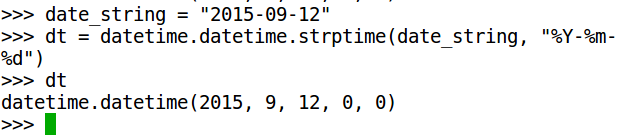 >>> date_string = "2015-09-12"
>>> dt = datetime.datetime.strptime(date_string, "%Y-%m-
%d")
>>> dt
datetime.datetime(2015, 9, 12, 0, 0)
>>>